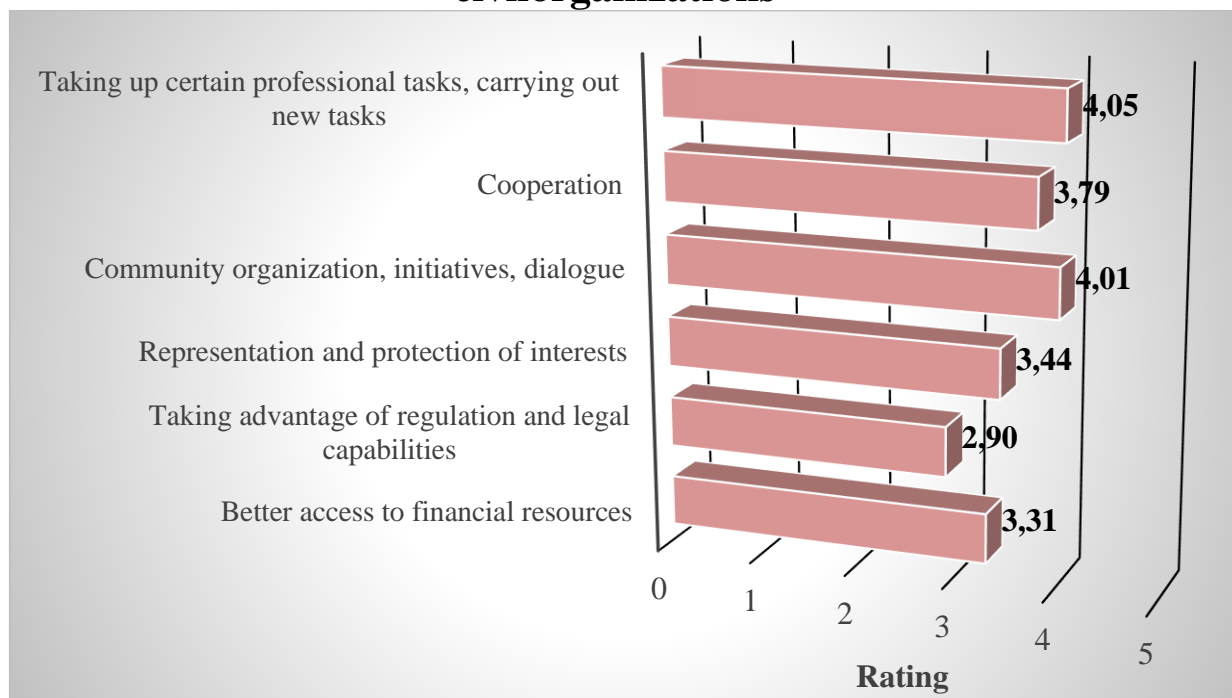 Taking up certain professional tasks, carrying out
new tasks
4,05
Cooperation
3,79
Community organization, initiatives, dialogue
4,01
Representation and protection of interests
3,44
Taking advantage of regulation and legal
capabilities
2,90
Better access to financial resources
3,31
0 1 2 3 4 5
Rating